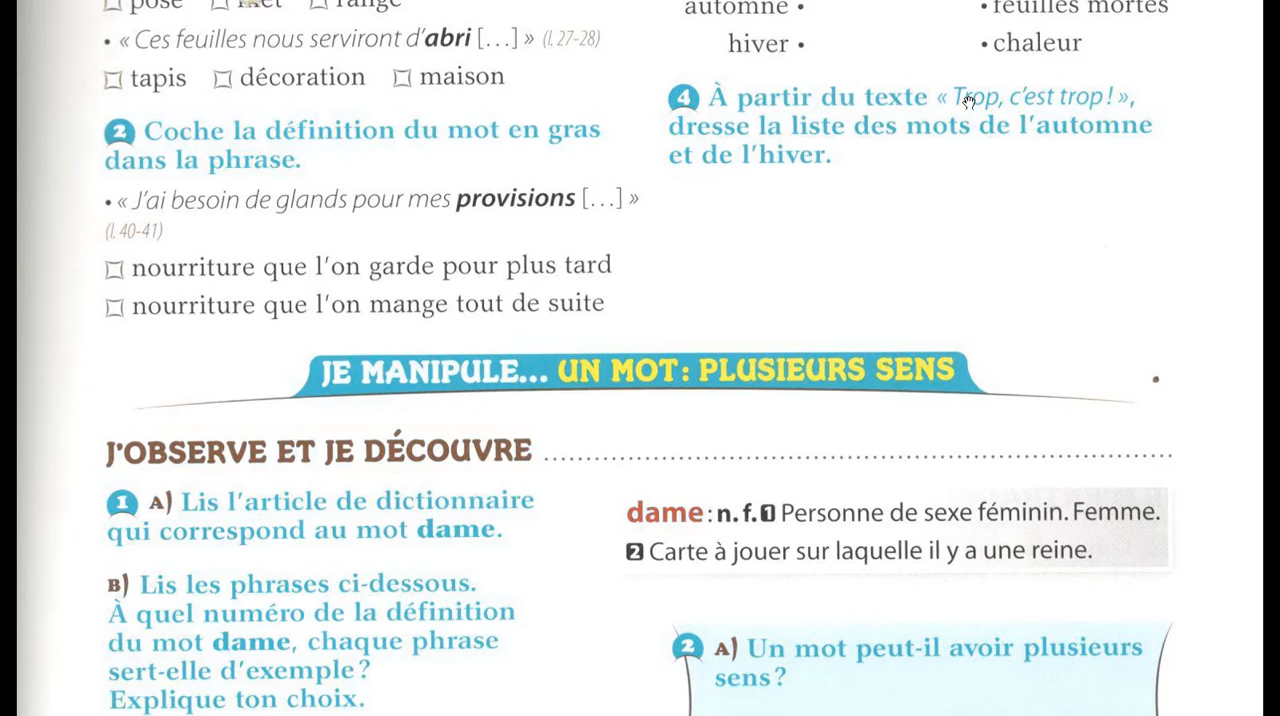 pose □ met □ range
• « Ces feuilles nous serviront d'abri [...] » (l. 27-28)
□ tapis □ décoration □ maison
2 Coche la définition du mot en gras
dans la phrase.
• « J'ai besoin de glands pour mes provisions [...] »
(l. 40-41)
□ nourriture que l'on garde pour plus tard
□ nourriture que l'on mange tout de suite
automne •
• feuilles mortes
hiver •
• chaleur
4 À partir du texte « Trop, c'est trop ! »,
dresse la liste des mots de l'automne
et de l'hiver.
JE MANIPULE... UN MOT : PLUSIEURS SENS
J'OBSERVE ET JE DÉCOUVRE
1 A) Lis l'article de dictionnaire
qui correspond au mot dame.
B) Lis les phrases ci-dessous.
À quel numéro de la définition
du mot dame, chaque phrase
sert-elle d'exemple ?
Explique ton choix.
dame : n. f. 1 Personne de sexe féminin. Femme.
2 Carte à jouer sur laquelle il y a une reine.
2 A) Un mot peut-il avoir plusieurs
sens ?